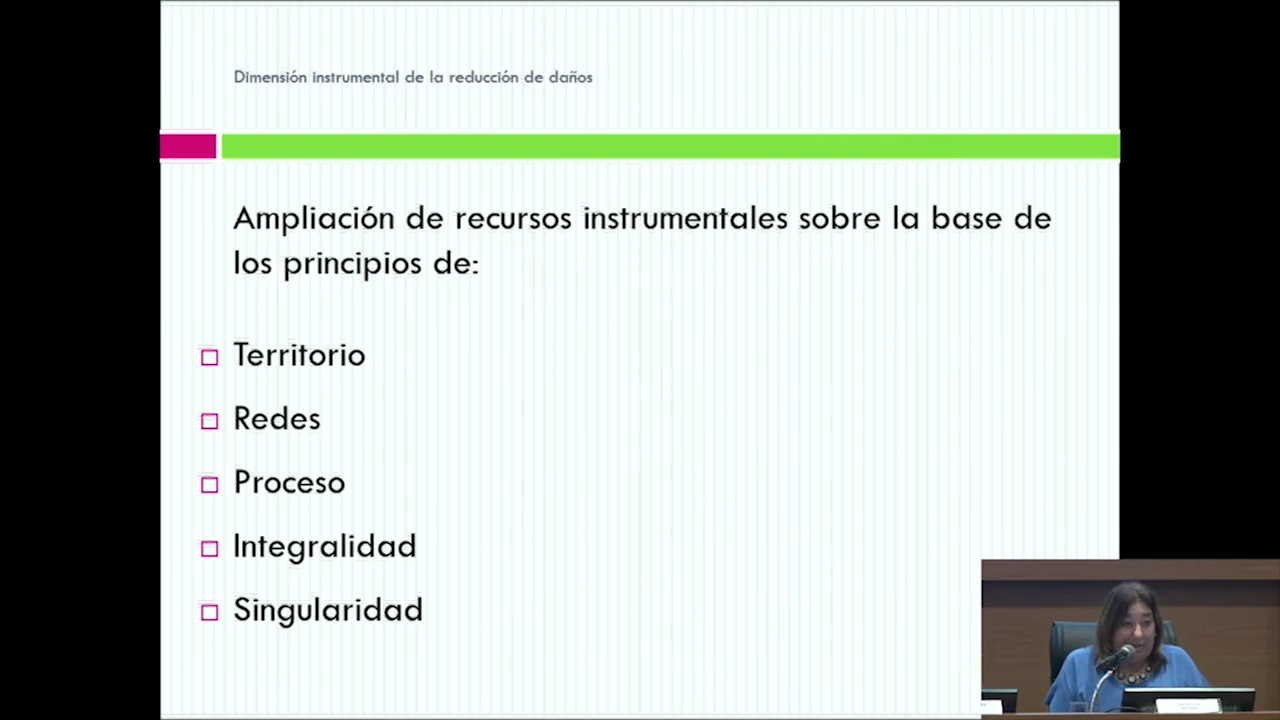 Dimensión instrumental de la reducción de daños
Ampliación de recursos instrumentales sobre la base de
los principios de:
Territorio
Redes
Proceso
Integralidad
Singularidad